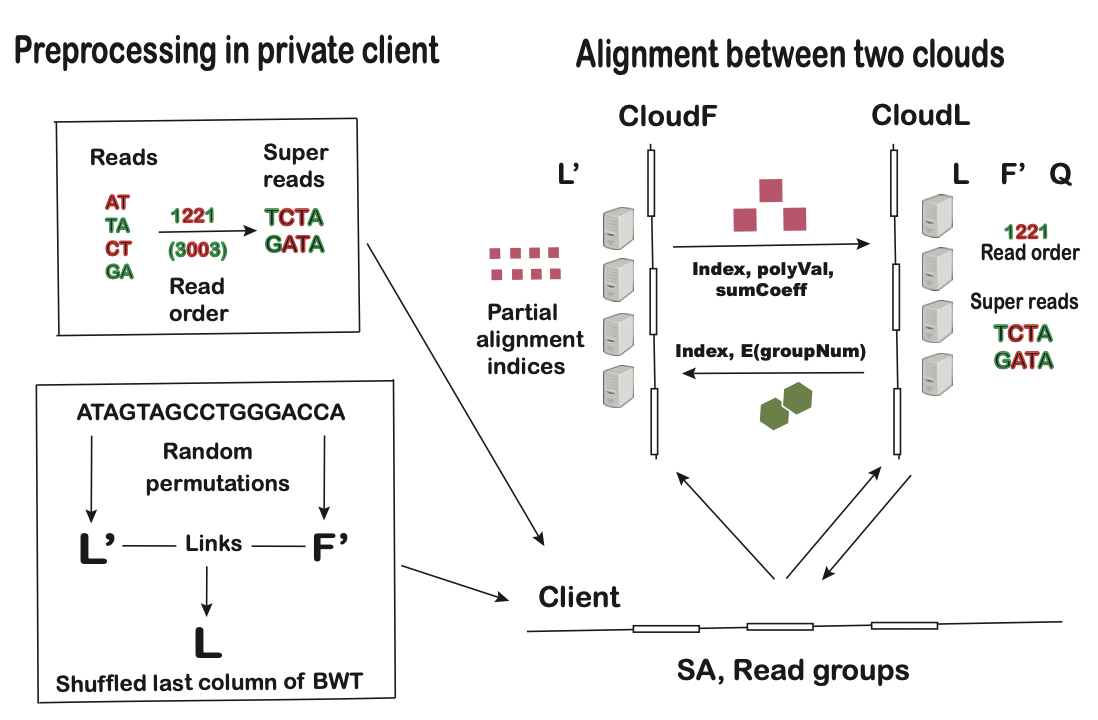 Preprocessing in private client
Reads
Super
reads
AT
TA
CT
GA
1221
(3003)
TCTA
GATA
Read
order
ATAGTAGCCTGGGACCA
Random
permutations
L’
Links
F’
L
Shuffled last column of BWT
Alignment between two clouds
CloudF
CloudL
L’
Partial
alignment
indices
Index, polyVal,
sumCoeff
Index, E(groupNum)
L F’ Q
1221
Read order
Super reads
TCTA
GATA
Client
SA, Read groups